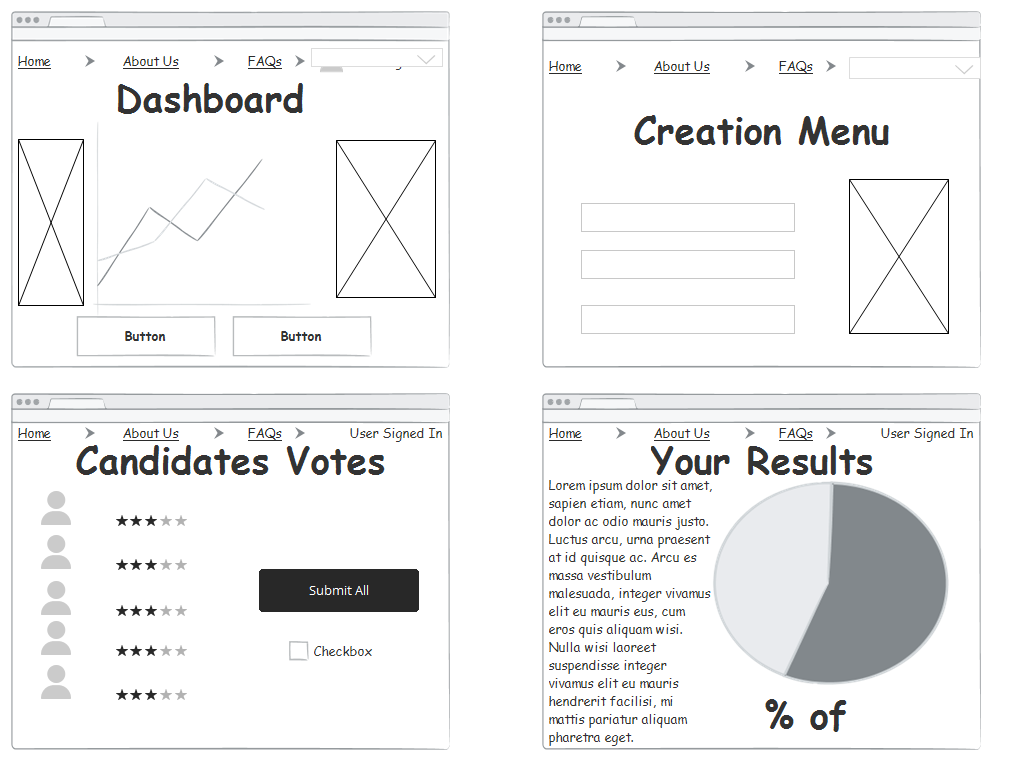 Home About Us FAQs
Dashboard
Button Button
Home About Us FAQs
Creation Menu
Home About Us FAQs User Signed In
Candidates Votes
Submit All
Checkbox
Home About Us FAQs User Signed In
Your Results
Lorem ipsum dolor sit amet,
sapien etiam, nunc amet
dolor ac odio mauris justo.
Luctus arcu, urna praesent
at id quisque ac. Arcu es
massa vestibulum
malesuada, integer vivamus
elit eu mauris eus, cum
eros quis aliquam wisi.
Nulla wisi laoreet
suspendisse integer
vivamus elit eu mauris
hendrerit facilisi, mi
mattis pariatur aliquam
pharetra eget.
% of